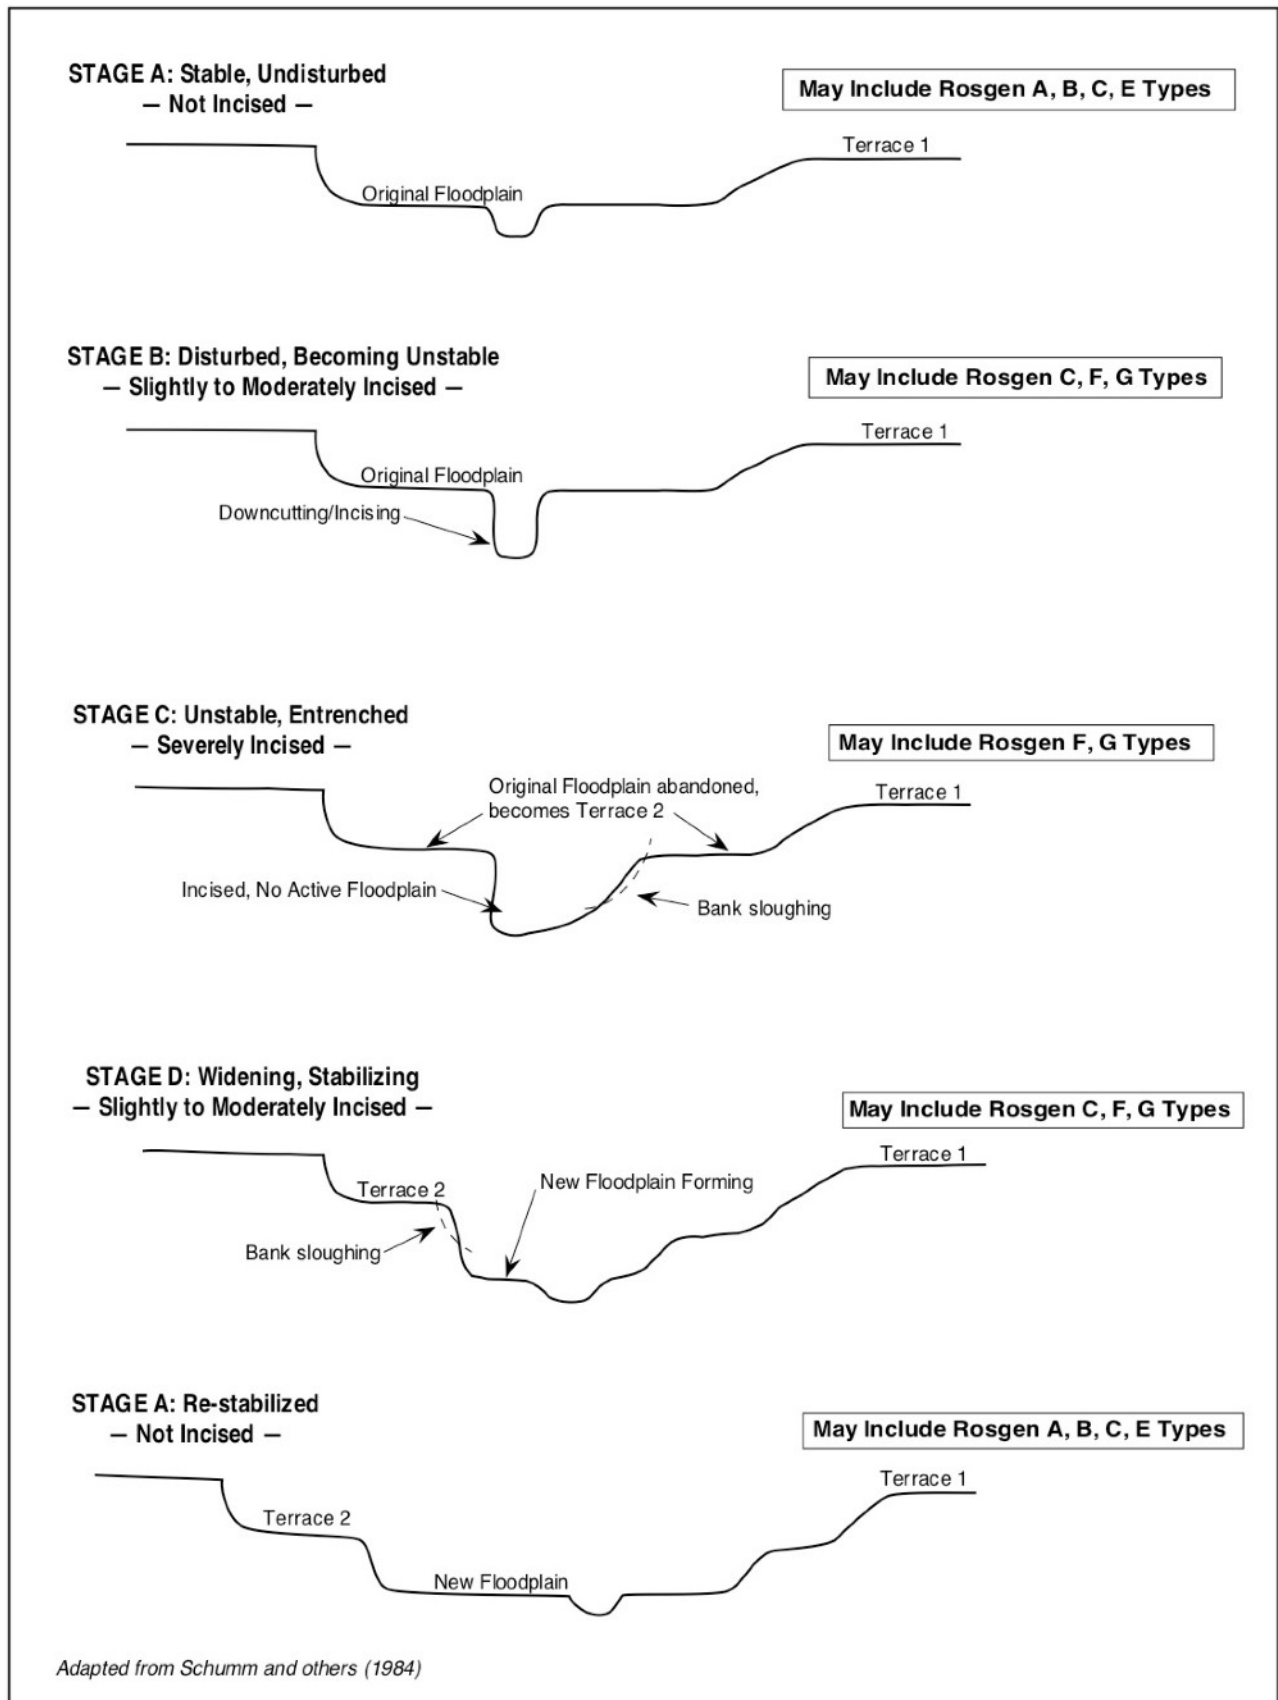 STAGE A: Stable, Undisturbed
— Not Incised —
May Include Rosgen A, B, C, E Types
Terrace 1
Original Floodplain
STAGE B: Disturbed, Becoming Unstable
— Slightly to Moderately Incised —
May Include Rosgen C, F, G Types
Terrace 1
Original Floodplain
Downcutting/Incising
STAGE C: Unstable, Entrenched
— Severely Incised —
May Include Rosgen F, G Types
Original Floodplain abandoned,
becomes Terrace 2
Terrace 1
Incised, No Active Floodplain
Bank sloughing
STAGE D: Widening, Stabilizing
— Slightly to Moderately Incised —
May Include Rosgen C, F, G Types
Terrace 1
Terrace 2
New Floodplain Forming
Bank sloughing
STAGE A: Re-stabilized
— Not Incised —
May Include Rosgen A, B, C, E Types
Terrace 1
Terrace 2
New Floodplain
Adapted from Schumm and others (1984)